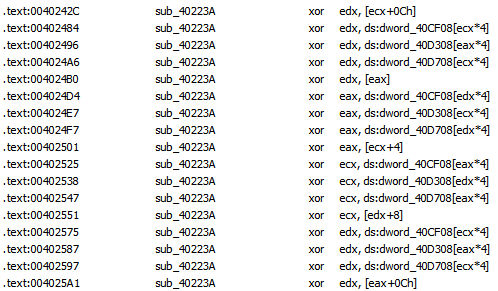 .text:0040242C sub_40223A xor edx, [ecx+0Ch]
.text:00402484 sub_40223A xor edx, ds:dword_40CF08[ecx*4]
.text:00402496 sub_40223A xor edx, ds:dword_40D308[eax*4]
.text:004024A6 sub_40223A xor edx, ds:dword_40D708[ecx*4]
.text:004024B0 sub_40223A xor edx, [eax]
.text:004024D4 sub_40223A xor eax, ds:dword_40CF08[edx*4]
.text:004024E7 sub_40223A xor eax, ds:dword_40D308[ecx*4]
.text:004024F7 sub_40223A xor eax, ds:dword_40D708[edx*4]
.text:00402501 sub_40223A xor eax, [ecx+4]
.text:00402525 sub_40223A xor ecx, ds:dword_40CF08[eax*4]
.text:00402538 sub_40223A xor ecx, ds:dword_40D308[edx*4]
.text:00402547 sub_40223A xor ecx, ds:dword_40D708[eax*4]
.text:00402551 sub_40223A xor ecx, [edx+8]
.text:00402575 sub_40223A xor edx, ds:dword_40CF08[ecx*4]
.text:00402587 sub_40223A xor edx, ds:dword_40D308[eax*4]
.text:00402597 sub_40223A xor edx, ds:dword_40D708[ecx*4]
.text:004025A1 sub_40223A xor edx, [eax+0Ch]